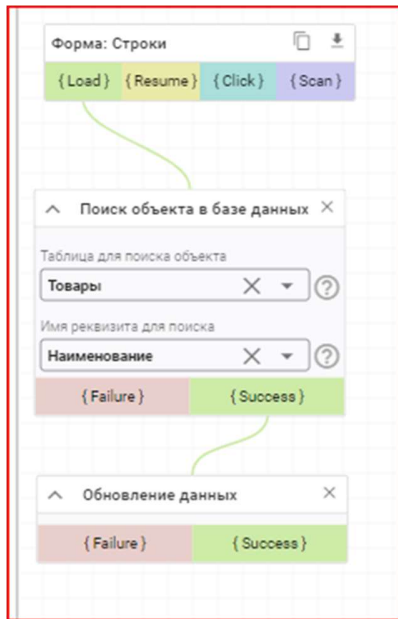 Форма: Строки
{Load} {Resume} {Click} {Scan}
Поиск объекта в базе данных
Таблица для поиска объекта
Товары
Имя реквизита для поиска
Наименование
{Failure} {Success}
Обновление данных
{Failure} {Success}